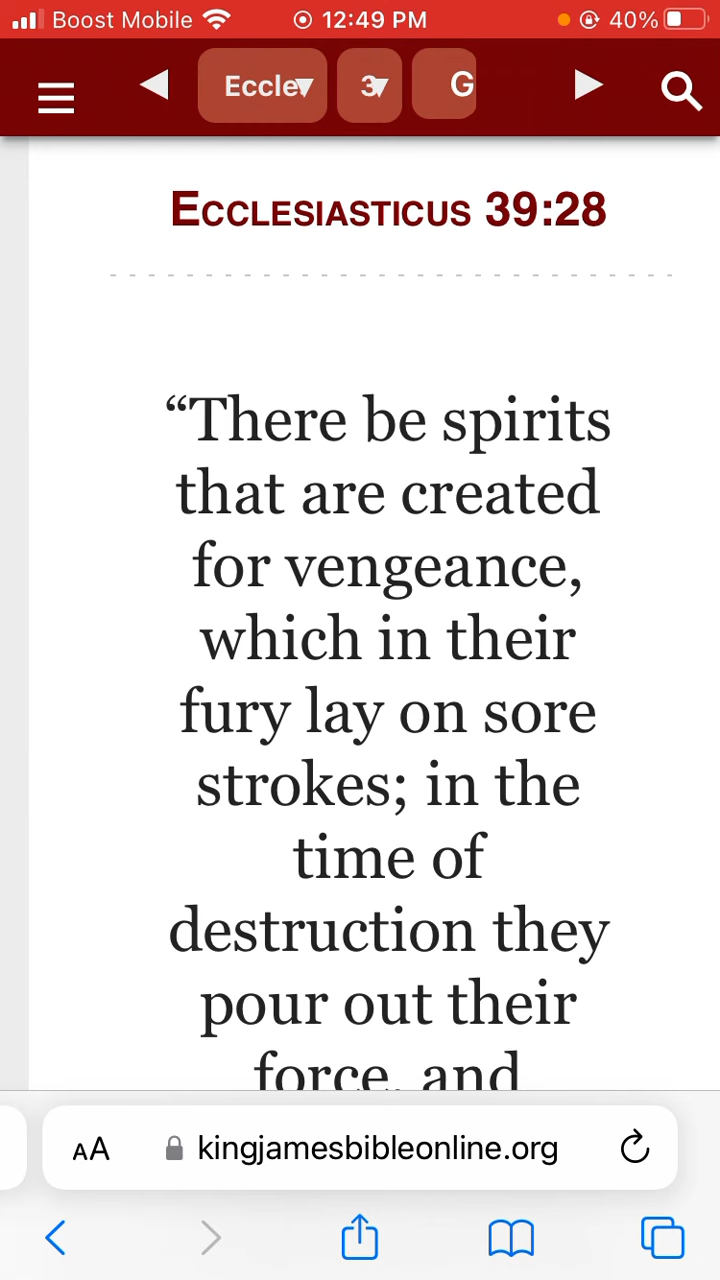 Boost Mobile 12:49 PM 40%
Eccle 3 G
ECCLESIASTICUS 39:28
“There be spirits
that are created
for vengeance,
which in their
fury lay on sore
strokes; in the
time of
destruction they
pour out their
force, and
AA kingjamesbibleonline.org